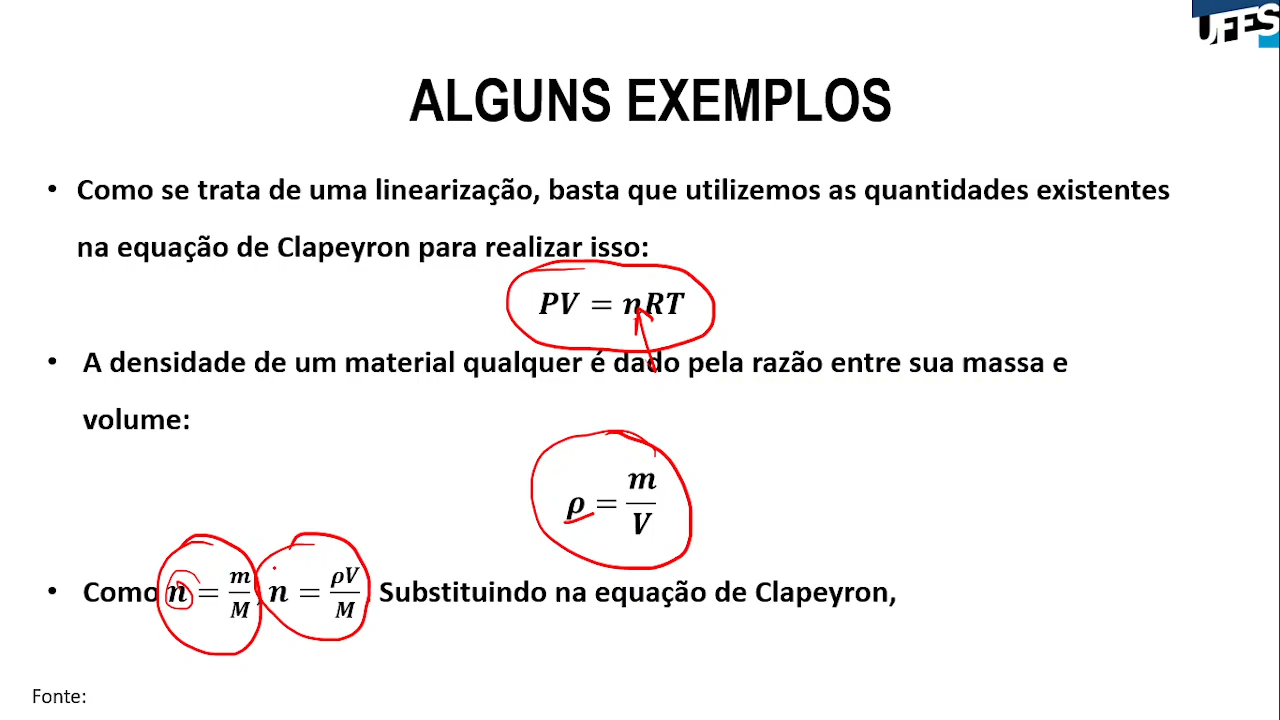 UFES
ALGUNS EXEMPLOS
• Como se trata de uma linearização, basta que utilizemos as quantidades existentes
na equação de Clapeyron para realizar isso:
PV = nRT
• A densidade de um material qualquer é dado pela razão entre sua massa e
volume:
ρ = m/V
• Como n = m/M, n = ρV/M Substituindo na equação de Clapeyron,
Fonte: